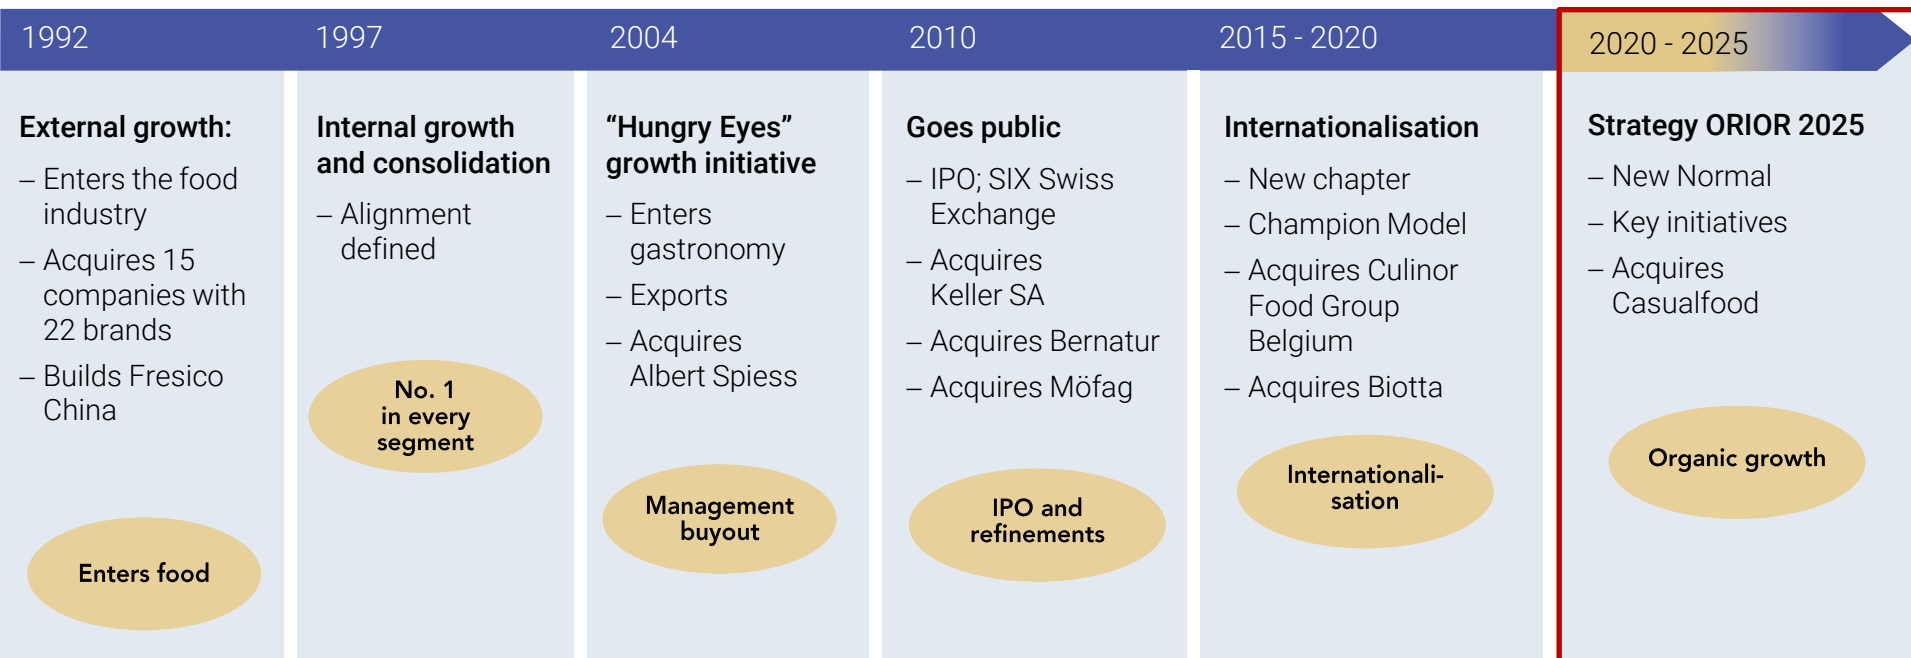 1992
External growth:
– Enters the food
industry
– Acquires 15
companies with
22 brands
– Builds Fresico
China
Enters food
1997
Internal growth
and consolidation
– Alignment
defined
No. 1
in every
segment
2004
“Hungry Eyes”
growth initiative
– Enters
gastronomy
– Exports
– Acquires
Albert Spiess
Management
buyout
2010
Goes public
– IPO; SIX Swiss
Exchange
– Acquires
Keller SA
– Acquires Bernatur
– Acquires Möfag
IPO and
refinements
2015 - 2020
Internationalisation
– New chapter
– Champion Model
– Acquires Culinor
Food Group
Belgium
– Acquires Biotta
Internationali-
sation
2020 - 2025
Strategy ORIOR 2025
– New Normal
– Key initiatives
– Acquires
Casualfood
Organic growth